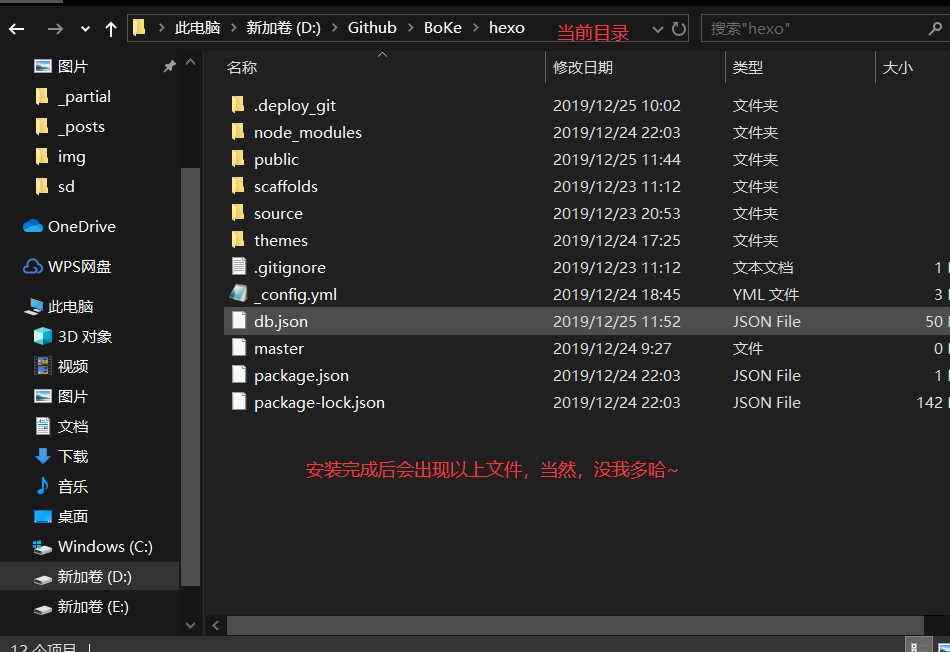 此电脑 > 新加卷 (D:) > Github > BoKe > hexo 当前目录 搜索"hexo"
名称 修改日期 类型 大小
图片
_partial
_posts
img
sd
OneDrive
WPS网盘
此电脑
3D 对象
视频
图片
文档
下载
音乐
桌面
Windows (C:)
新加卷 (D:)
新加卷 (E:)
.deploy_git 2019/12/25 10:02 文件夹
node_modules 2019/12/24 22:03 文件夹
public 2019/12/25 11:44 文件夹
scaffolds 2019/12/23 11:12 文件夹
source 2019/12/23 20:53 文件夹
themes 2019/12/24 17:25 文件夹
.gitignore 2019/12/23 11:12 文本文档 1
_config.yml 2019/12/24 18:45 YML 文件 3
db.json 2019/12/25 11:52 JSON File 50
master 2019/12/24 9:27 文件 0
package.json 2019/12/24 22:03 JSON File 1
package-lock.json 2019/12/24 22:03 JSON File 142
安装完成后会出现以上文件，当然，没我多哈~
12 个项目